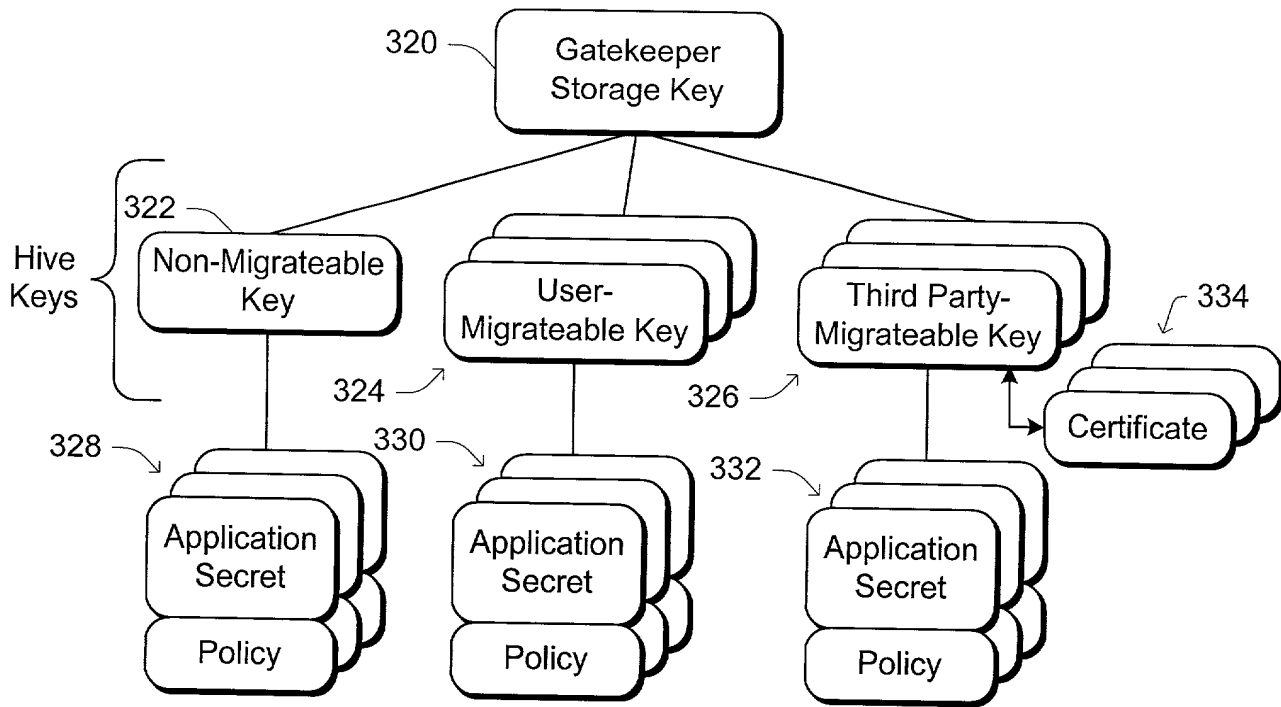 320
Gatekeeper
Storage Key
322
Hive
Keys
Non-Migrateable
Key
User-
Migrateable Key
Third Party-
Migrateable Key
334
324
326
Certificate
328
330
332
Application
Secret
Policy
Application
Secret
Policy
Application
Secret
Policy